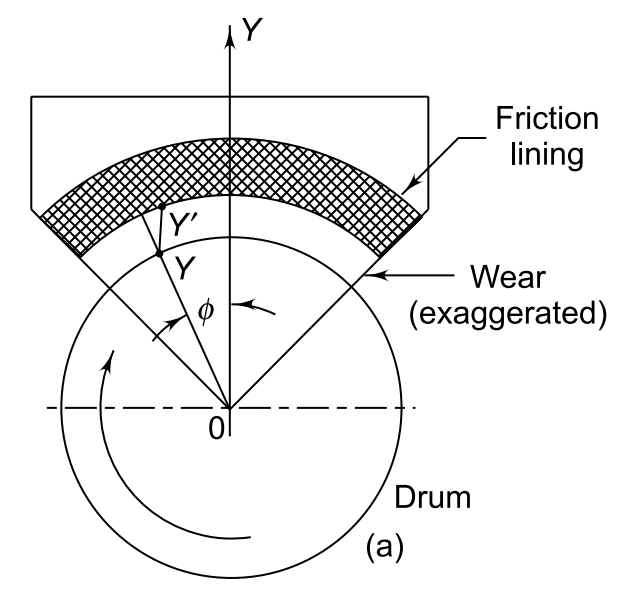 Y
Friction
lining
Y′
Y
Wear
(exaggerated)
ϕ
0
Drum
(a)